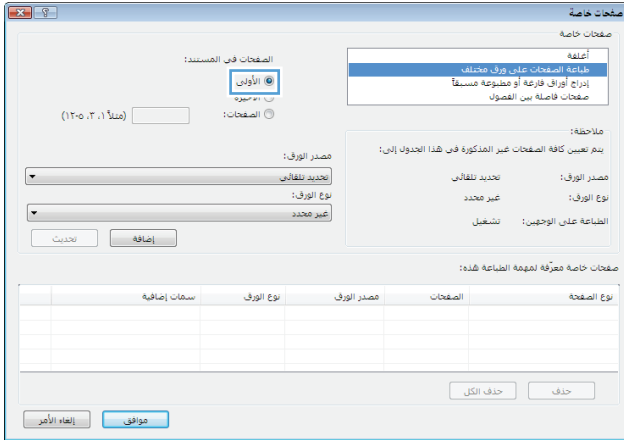 صفحات خاصة
صفحات خاصة
أغلفة
طباعة الصفحات على ورق مختلف
إدراج أوراق فارغة أو مطبوعة مسبقاً
صفحات فاصلة بين الفصول
ملاحظة:
يتم تعيين كافة الصفحات غير المذكورة في هذا الجدول إلى:
مصدر الورق: تحديد تلقائي
نوع الورق: غير محدد
الطباعة على الوجهين: تشغيل
الصفحات في المستند:
الأولى
الأخيرة
الصفحات: (مثلاً ١، ٣، ٥-١٢)
مصدر الورق:
تحديد تلقائي
نوع الورق:
غير محدد
إضافة تحديث
صفحات خاصة معرّفة لمهمة الطباعة هذه:
نوع الصفحة الصفحات مصدر الورق نوع الورق سمات إضافية
حذف حذف الكل
موافق إلغاء الأمر